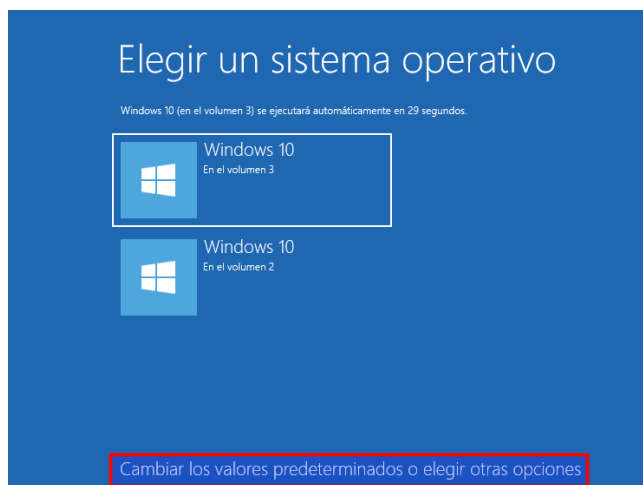 Elegir un sistema operativo
Windows 10 (en el volumen 3) se ejecutará automáticamente en 29 segundos.
Windows 10
En el volumen 3
Windows 10
En el volumen 2
Cambiar los valores predeterminados o elegir otras opciones